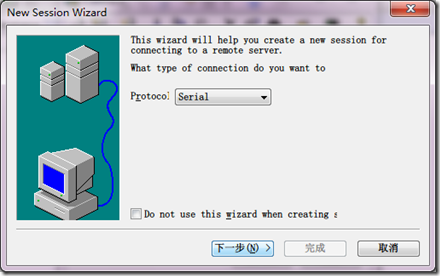 New Session Wizard
This wizard will help you create a new session for
connecting to a remote server.
What type of connection do you want to
Protocol Serial
Do not use this wizard when creating s
下一步(N) > 完成 取消